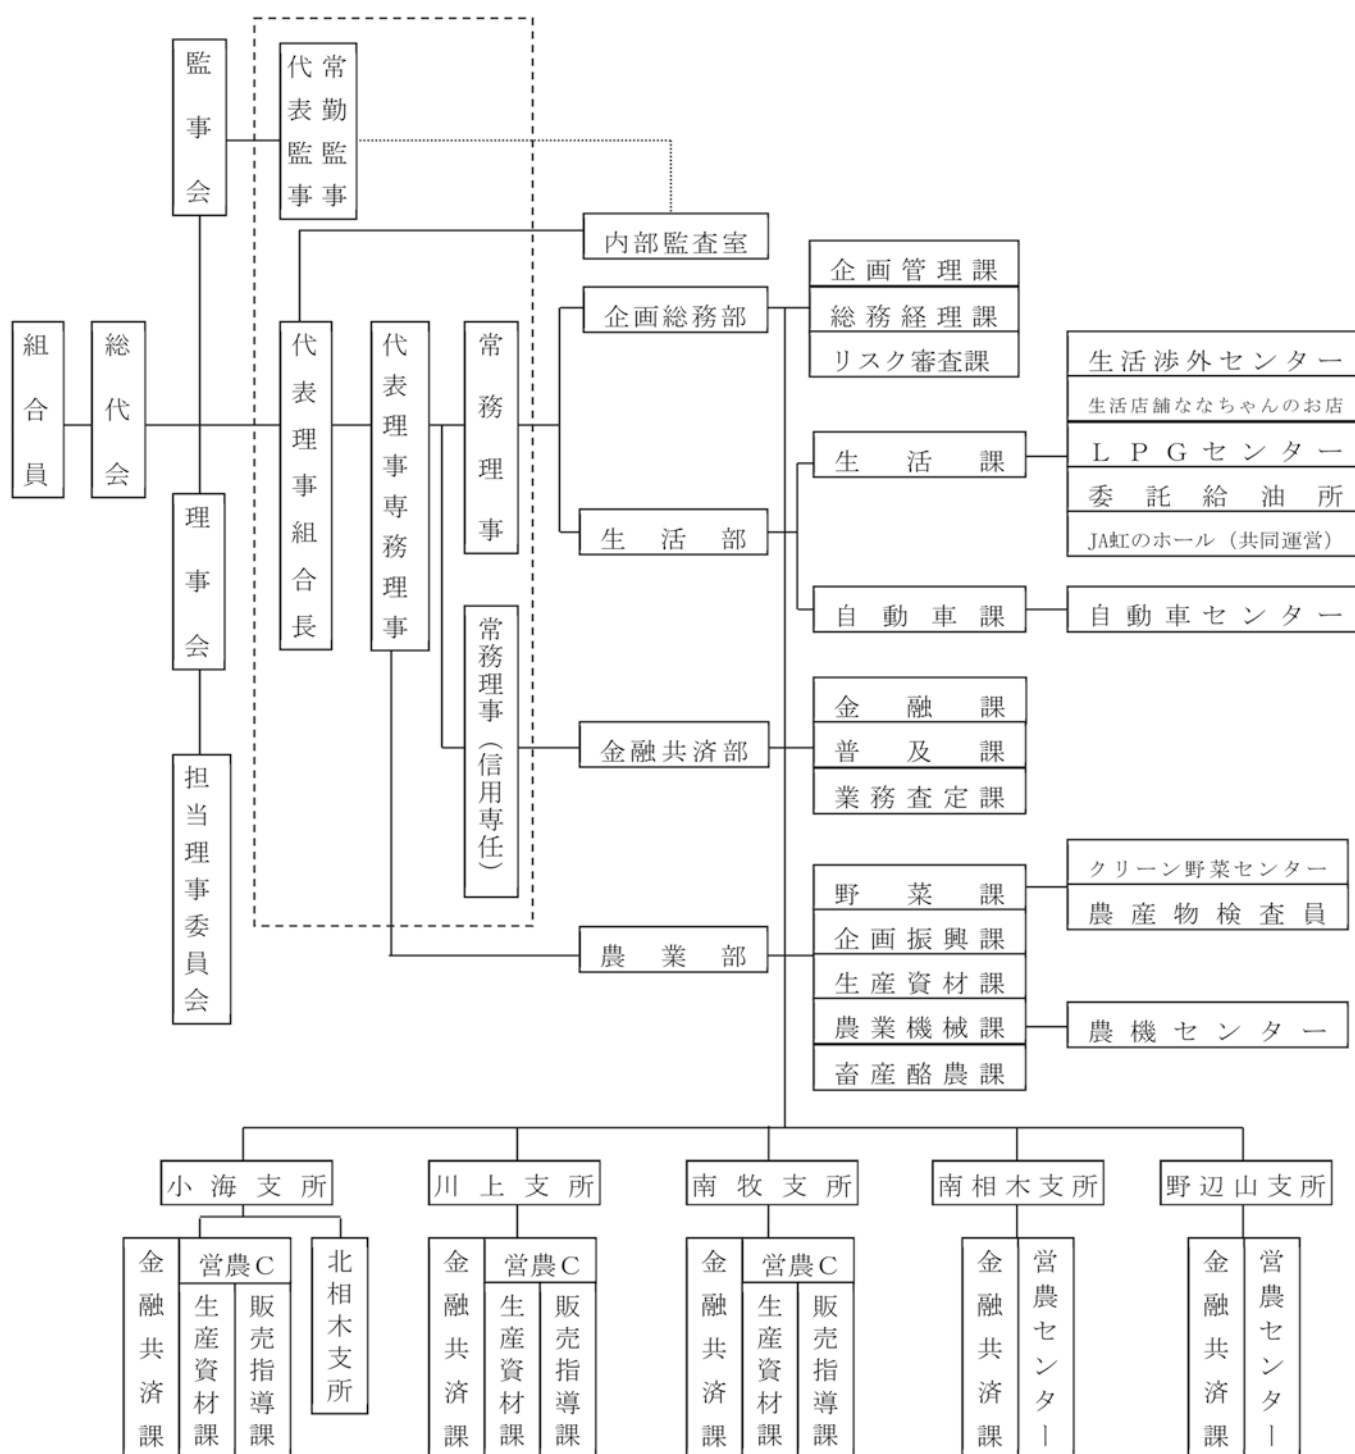 組合員
総代会
監事会
理事会
担当理事委員会
常勤監事
代表監事
代表理事組合長
代表理事専務理事
常務理事
常務理事（信用専任）
内部監査室
企画総務部
企画管理課
総務経理課
リスク審査課
生活部
生活課
生活渉外センター
生活店舗ななちゃんのお店
ＬＰＧセンター
委託給油所
JA虹のホール（共同運営）
自動車課
自動車センター
金融共済部
金融課
普及課
業務査定課
農業部
野菜課
クリーン野菜センター
農産物検査員
企画振興課
生産資材課
農業機械課
農機センター
畜産酪農課
小海支所
金融共済課
営農Ｃ
生産資材課
販売指導課
北相木支所
川上支所
金融共済課
営農Ｃ
生産資材課
販売指導課
南牧支所
金融共済課
営農Ｃ
生産資材課
販売指導課
南相木支所
金融共済課
営農センター
野辺山支所
金融共済課
営農センター